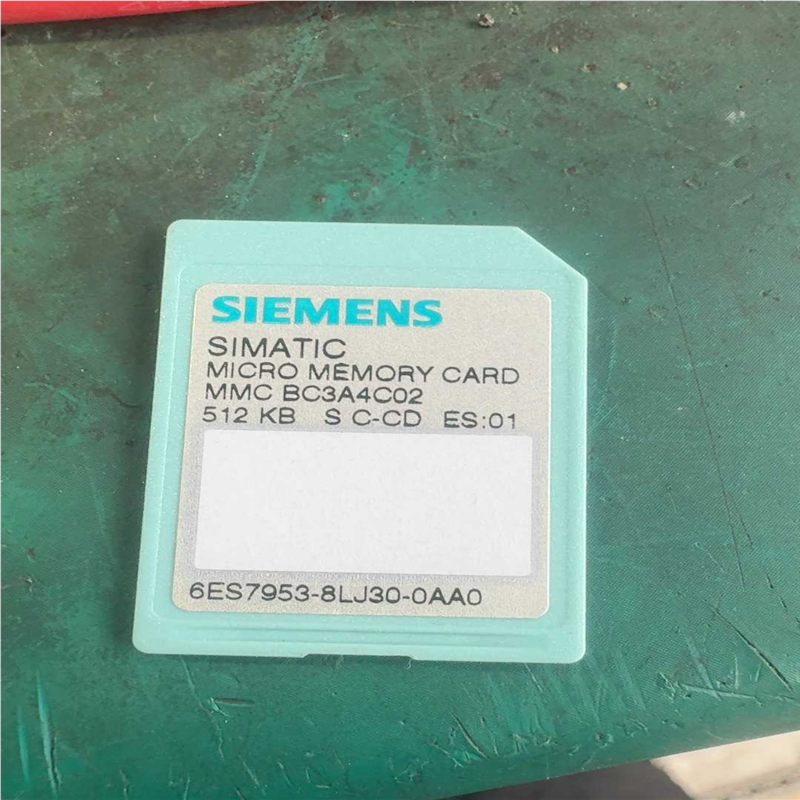 SIEMENS
SIMATIC
MICRO MEMORY CARD
MMC BC3A4C02
512 KB S C-CD ES:01
6ES7953-8LJ30-0AA0